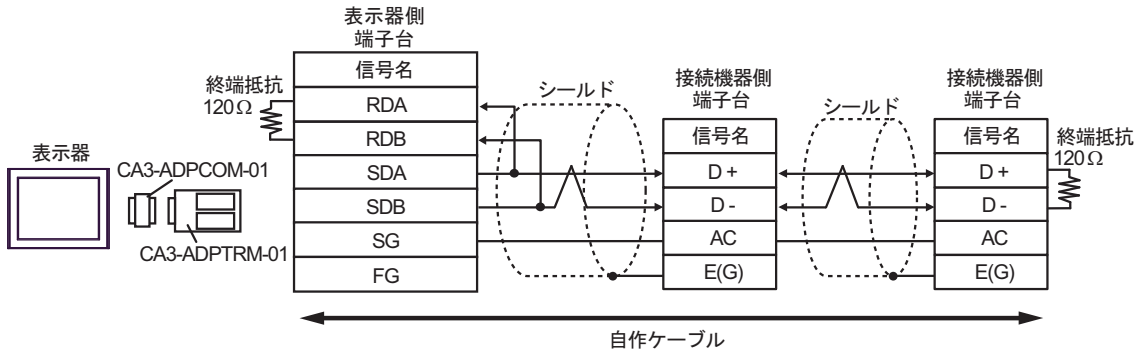 表示器
CA3-ADPCOM-01
CA3-ADPTRM-01
終端抵抗
120Ω
表示器側
端子台
信号名
RDA
RDB
SDA
SDB
SG
FG
シールド
接続機器側
端子台
信号名
D+
D-
AC
E(G)
シールド
接続機器側
端子台
信号名
D+
D-
AC
E(G)
終端抵抗
120Ω
自作ケーブル